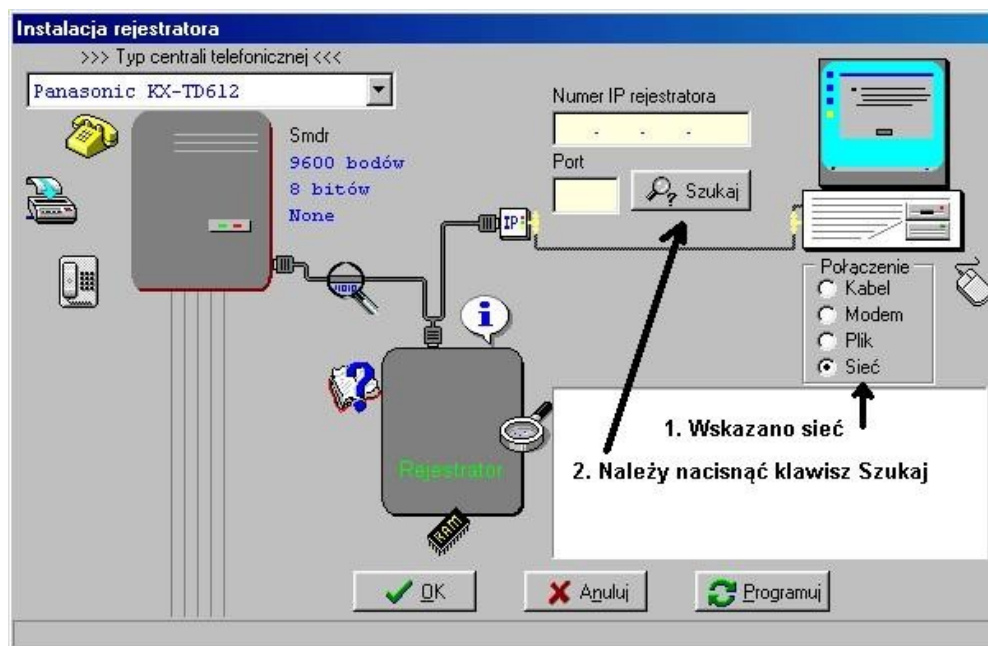 Instalacja rejestratora
>>> Typ centrali telefonicznej <<<
Panasonic KX-TD612
Smdr
9600 bodów
8 bitów
None
Numer IP rejestratora
Port
Szukaj
IP
Połączenie
Kabel
Modem
Plik
Sieć
Rejestrator
RAM
1. Wskazano sieć
2. Należy nacisnąć klawisz Szukaj
OK
Anuluj
Programuj